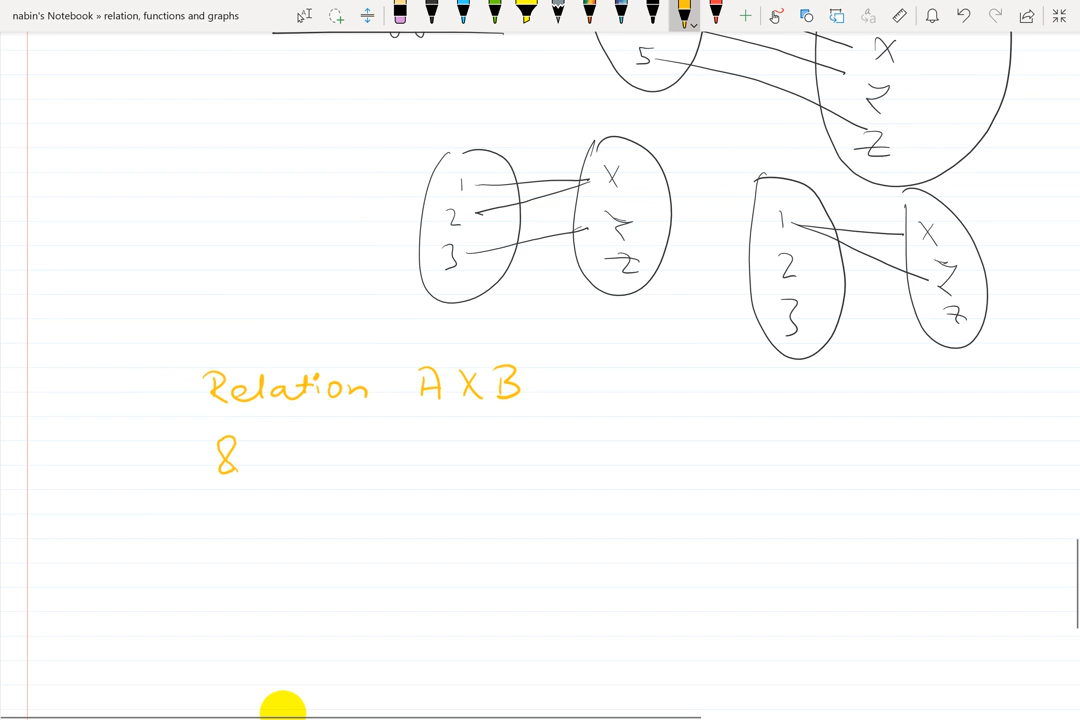 nabin's Notebook » relation, functions and graphs
5
X
Y
Z
1
2
3
X
Y
Z
1
2
3
X
Y
Z
Relation A X B
8